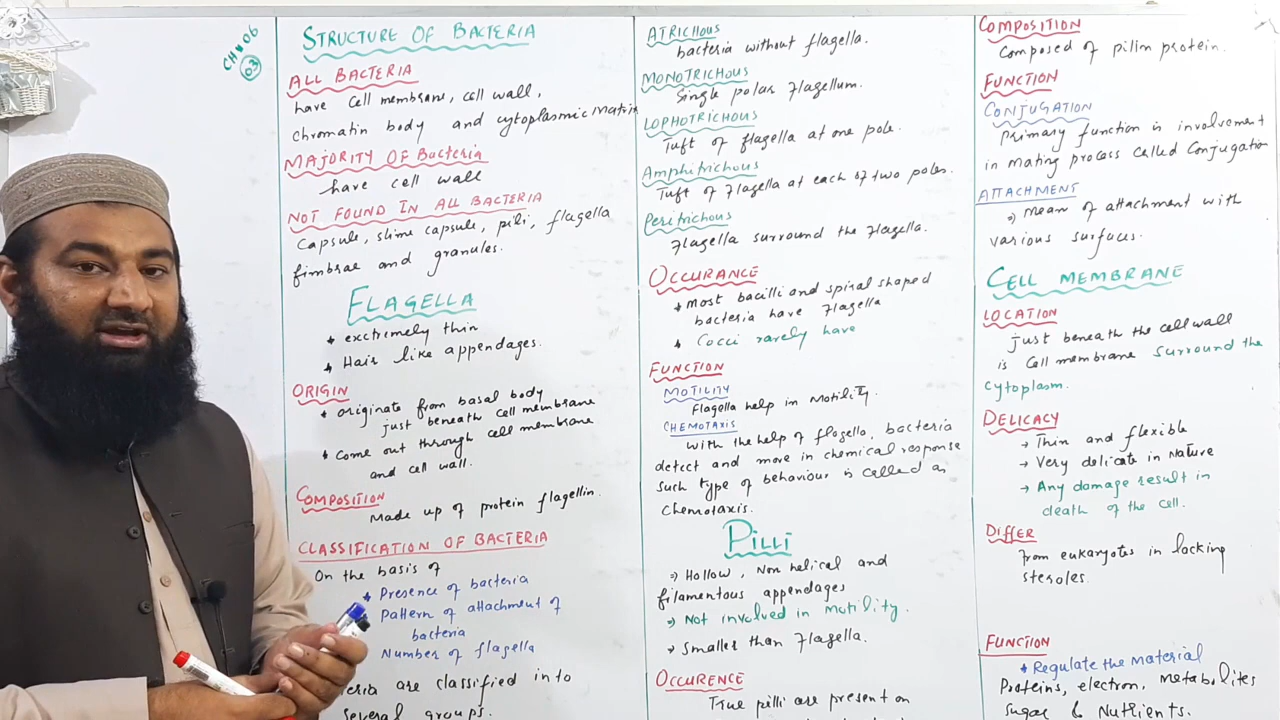 CH # 06
03
STRUCTURE OF BACTERIA
ALL BACTERIA
have cell membrane, cell wall,
chromatin body and cytoplasmic matrix
MAJORITY OF Bacteria
have cell wall
NOT FOUND IN ALL BACTERIA
Capsule, slime capsule, pili, flagella
fimbrae and granules.
FLAGELLA
exctremely thin
Hair like appendages.
ORIGIN
originate from basal body
just beneath cell membrane
Come out through cell membrane
and cell wall.
COMPOSITION
Made up of protein flagellin.
CLASSIFICATION OF BACTERIA
On the basis of
Presence of bacteria
Pattern of attachment of
bacteria
Number of flagella
are classified into
several groups.
ATRICHOUS
bacteria without flagella.
MONOTRICHOUS
Single polar flagellum.
LOPHOTRICHOUS
Tuft of flagella at one pole.
Amphitrichous
Tuft of flagella at each of two poles.
Peritrichous
Flagella surround the flagella.
OCCURANCE
most bacilli and spiral shaped
bacteria have flagella
Cocci rarely have
FUNCTION
MOTILITY
Flagella help in Motility.
CHEMOTAXIS
with the help of flagella, bacteria
detect and move in chemical response
Such type of behaviour is called as
Chemotaxis.
PILLI
⇒ Hollow, Non helical and
filamentous appendages
→ Not involved in Motility.
→ Smaller than Flagella.
OCCURENCE
True pilli are present on
COMPOSITION
Composed of pilin protein.
FUNCTION
CONJUGATION
Primary function is involvement
in mating process called Conjugation
ATTACHMENT
⇒ Mean of attachment with
various surfaces.
CELL MEMBRANE
LOCATION
just beneath the cell wall
is Cell membrane surround the
Cytoplasm.
DELICACY
→ Thin and flexible
→ Very delicate in Nature
→ Any damage result in
death of the cell.
DIFFER
from eukaryotes in lacking
steroles.
FUNCTION
Regulate the Material
Proteins, electron, Metabolites
Sugar & Nutrients.